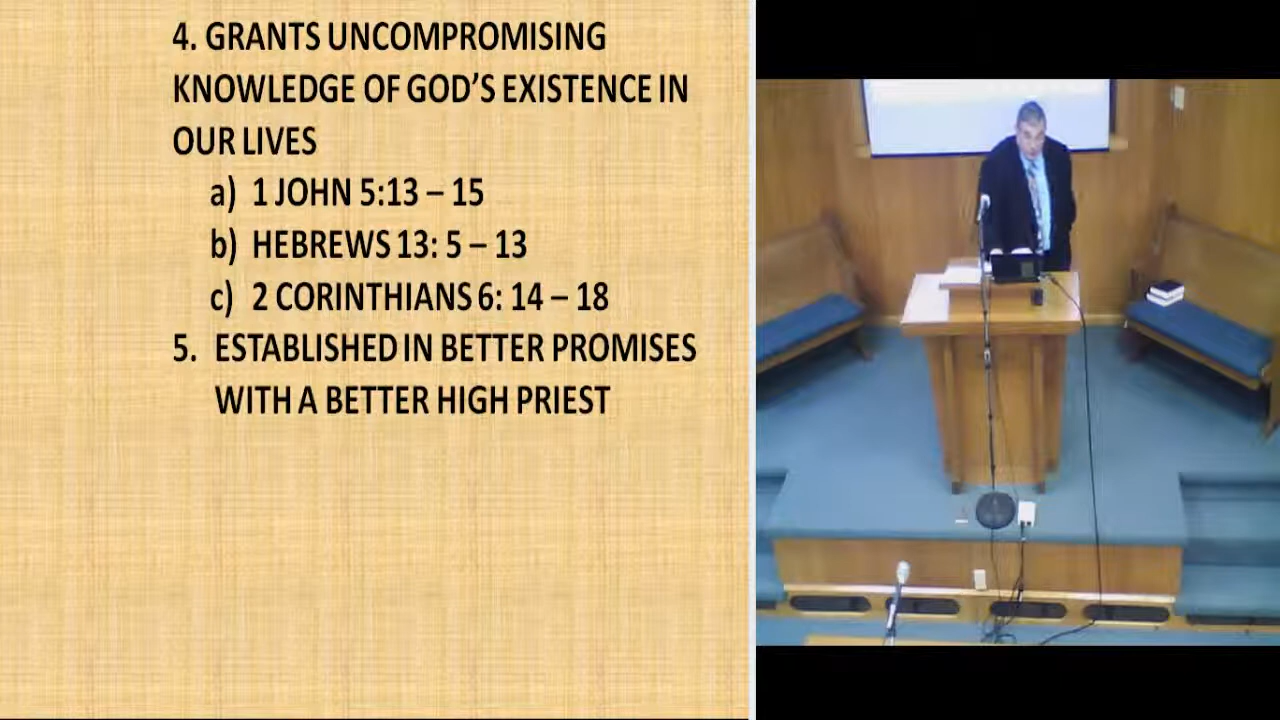 4. GRANTS UNCOMPROMISING
KNOWLEDGE OF GOD’S EXISTENCE IN
OUR LIVES
a) 1 JOHN 5:13 – 15
b) HEBREWS 13: 5 – 13
c) 2 CORINTHIANS 6: 14 – 18
5. ESTABLISHED IN BETTER PROMISES
WITH A BETTER HIGH PRIEST